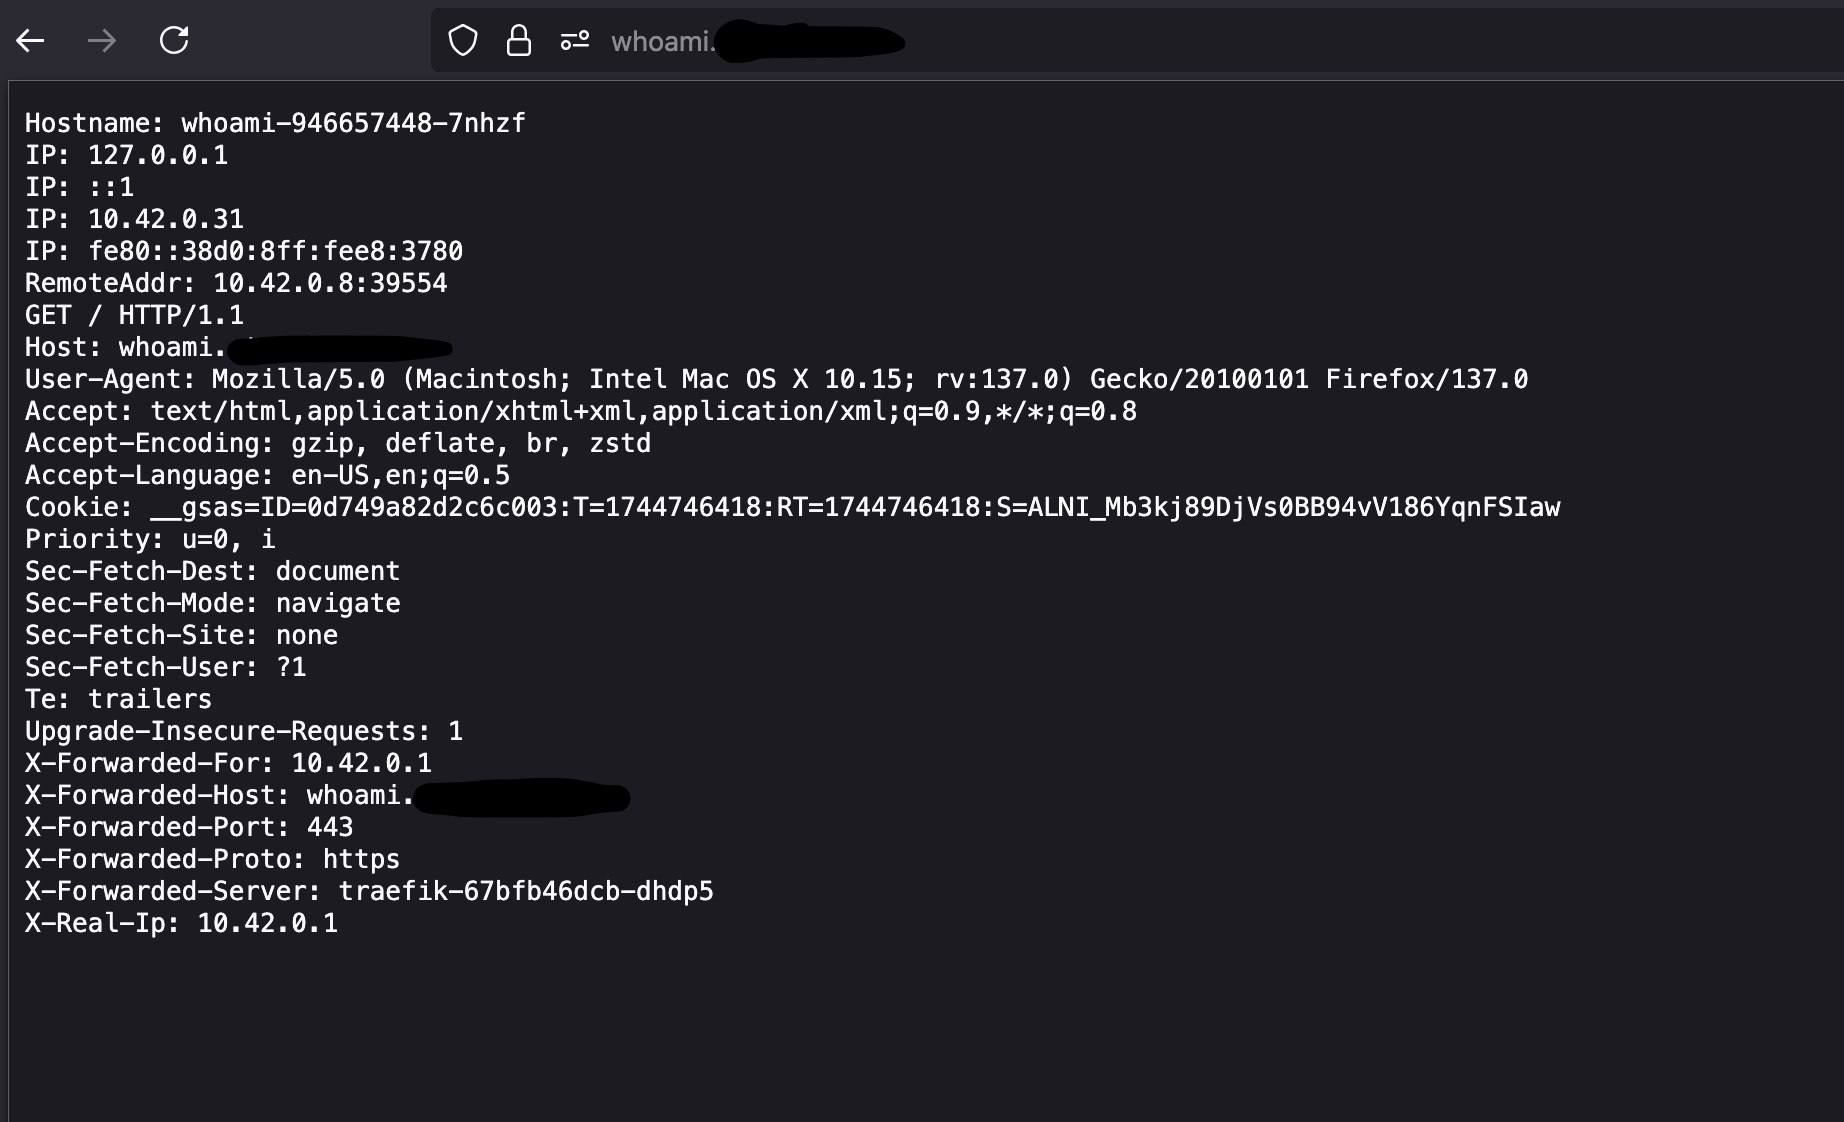 whoami.
Hostname: whoami-946657448-7nhzf
IP: 127.0.0.1
IP: ::1
IP: 10.42.0.31
IP: fe80::38d0:8ff:fee8:3780
RemoteAddr: 10.42.0.8:39554
GET / HTTP/1.1
Host: whoami.
User-Agent: Mozilla/5.0 (Macintosh; Intel Mac OS X 10.15; rv:137.0) Gecko/20100101 Firefox/137.0
Accept: text/html,application/xhtml+xml,application/xml;q=0.9,*/*;q=0.8
Accept-Encoding: gzip, deflate, br, zstd
Accept-Language: en-US,en;q=0.5
Cookie: __gsas=ID=0d749a82d2c6c003:T=1744746418:RT=1744746418:S=ALNI_Mb3kj89DjVs0BB94vV186YqnFSIaw
Priority: u=0, i
Sec-Fetch-Dest: document
Sec-Fetch-Mode: navigate
Sec-Fetch-Site: none
Sec-Fetch-User: ?1
Te: trailers
Upgrade-Insecure-Requests: 1
X-Forwarded-For: 10.42.0.1
X-Forwarded-Host: whoami.
X-Forwarded-Port: 443
X-Forwarded-Proto: https
X-Forwarded-Server: traefik-67bfb46dcb-dhdp5
X-Real-Ip: 10.42.0.1